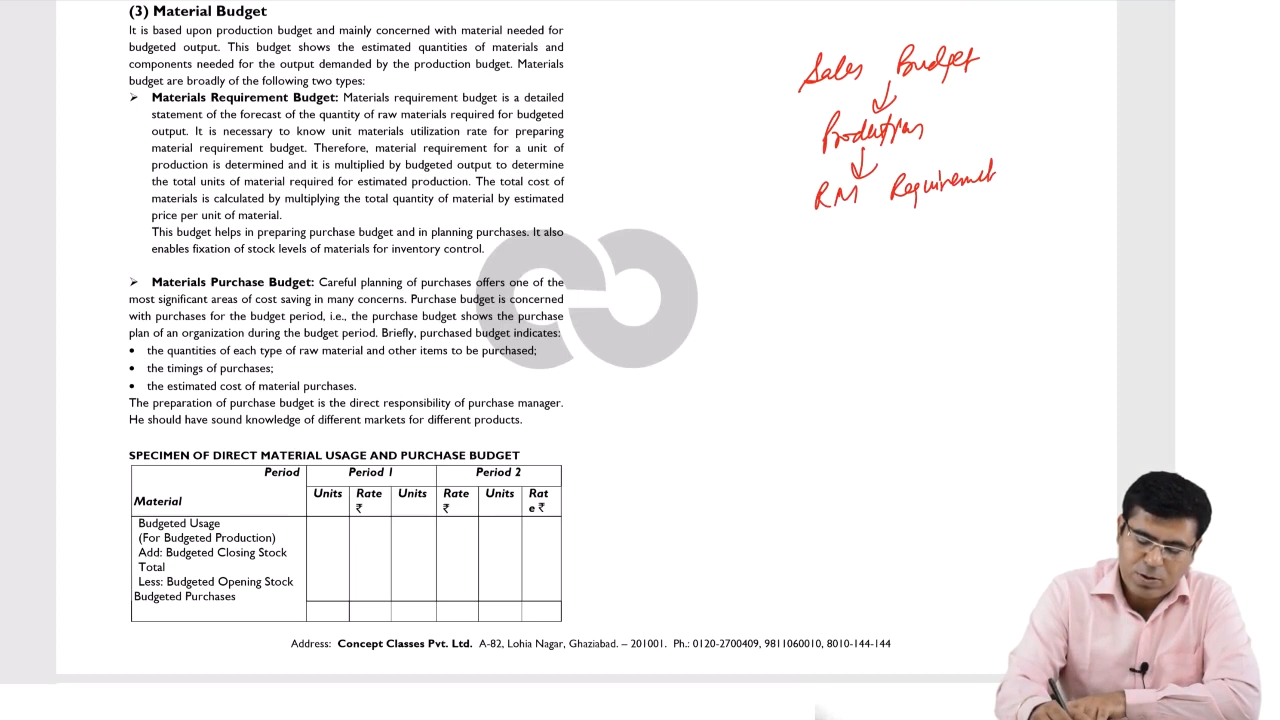 (3) Material Budget
It is based upon production budget and mainly concerned with material needed for
budgeted output. This budget shows the estimated quantities of materials and
components needed for the output demanded by the production budget. Materials
budget are broadly of the following two types:
➢ Materials Requirement Budget: Materials requirement budget is a detailed
statement of the forecast of the quantity of raw materials required for budgeted
output. It is necessary to know unit materials utilization rate for preparing
material requirement budget. Therefore, material requirement for a unit of
production is determined and it is multiplied by budgeted output to determine
the total units of material required for estimated production. The total cost of
materials is calculated by multiplying the total quantity of material by estimated
price per unit of material.
This budget helps in preparing purchase budget and in planning purchases. It also
enables fixation of stock levels of materials for inventory control.
➢ Materials Purchase Budget: Careful planning of purchases offers one of the
most significant areas of cost saving in many concerns. Purchase budget is concerned
with purchases for the budget period, i.e., the purchase budget shows the purchase
plan of an organization during the budget period. Briefly, purchased budget indicates:
• the quantities of each type of raw material and other items to be purchased;
• the timings of purchases;
• the estimated cost of material purchases.
The preparation of purchase budget is the direct responsibility of purchase manager.
He should have sound knowledge of different markets for different products.
SPECIMEN OF DIRECT MATERIAL USAGE AND PURCHASE BUDGET
Period Period 1 Period 2
Material Units Rate ₹ Units Rate ₹ Units Rat e ₹
Budgeted Usage
(For Budgeted Production)
Add: Budgeted Closing Stock
Total
Less: Budgeted Opening Stock
Budgeted Purchases
Address: Concept Classes Pvt. Ltd. A-82, Lohia Nagar, Ghaziabad. – 201001. Ph.: 0120-2700409, 9811060010, 8010-144-144
Sales Budget
Production
RM Requirement